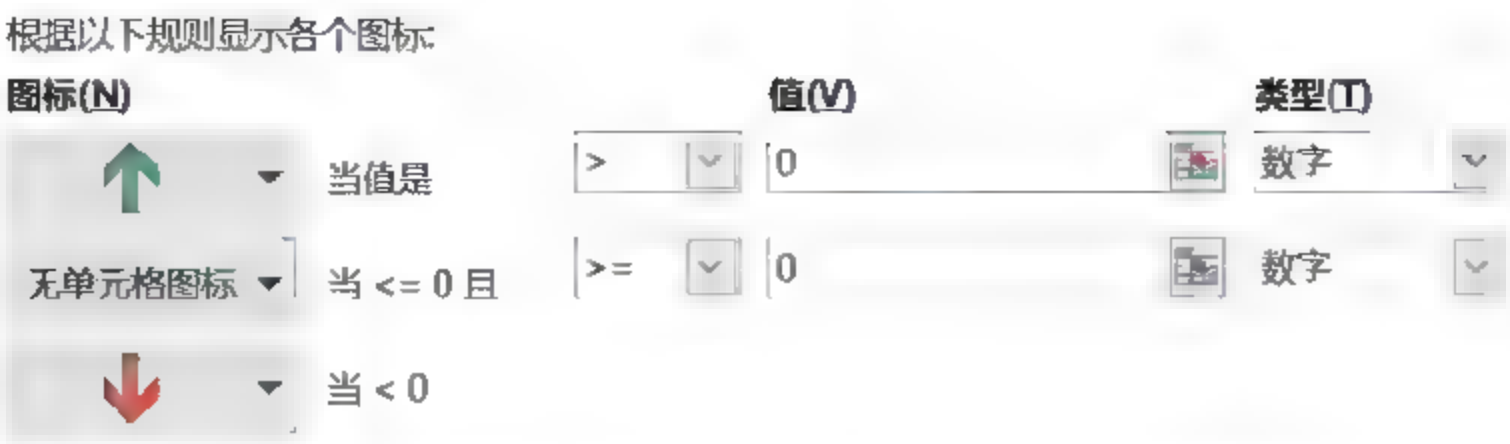 根据以下规则显示各个图标:
图标(N) 值(V) 类型(T)
当值是 > 0 数字
无单元格图标 当 <= 0 且 >= 0 数字
当 < 0